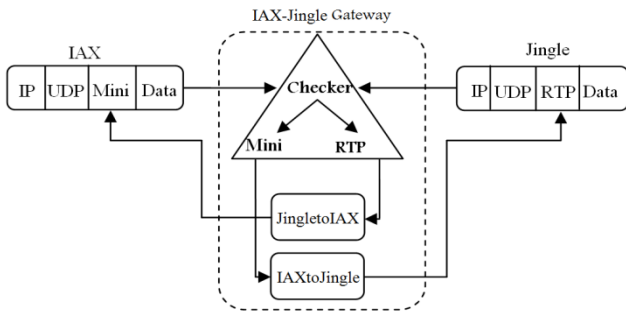 IAX-Jingle Gateway
IAX
Jingle
IP UDP Mini Data
Checker
IP UDP RTP Data
Mini RTP
JingletoIAX
IAXtoJingle